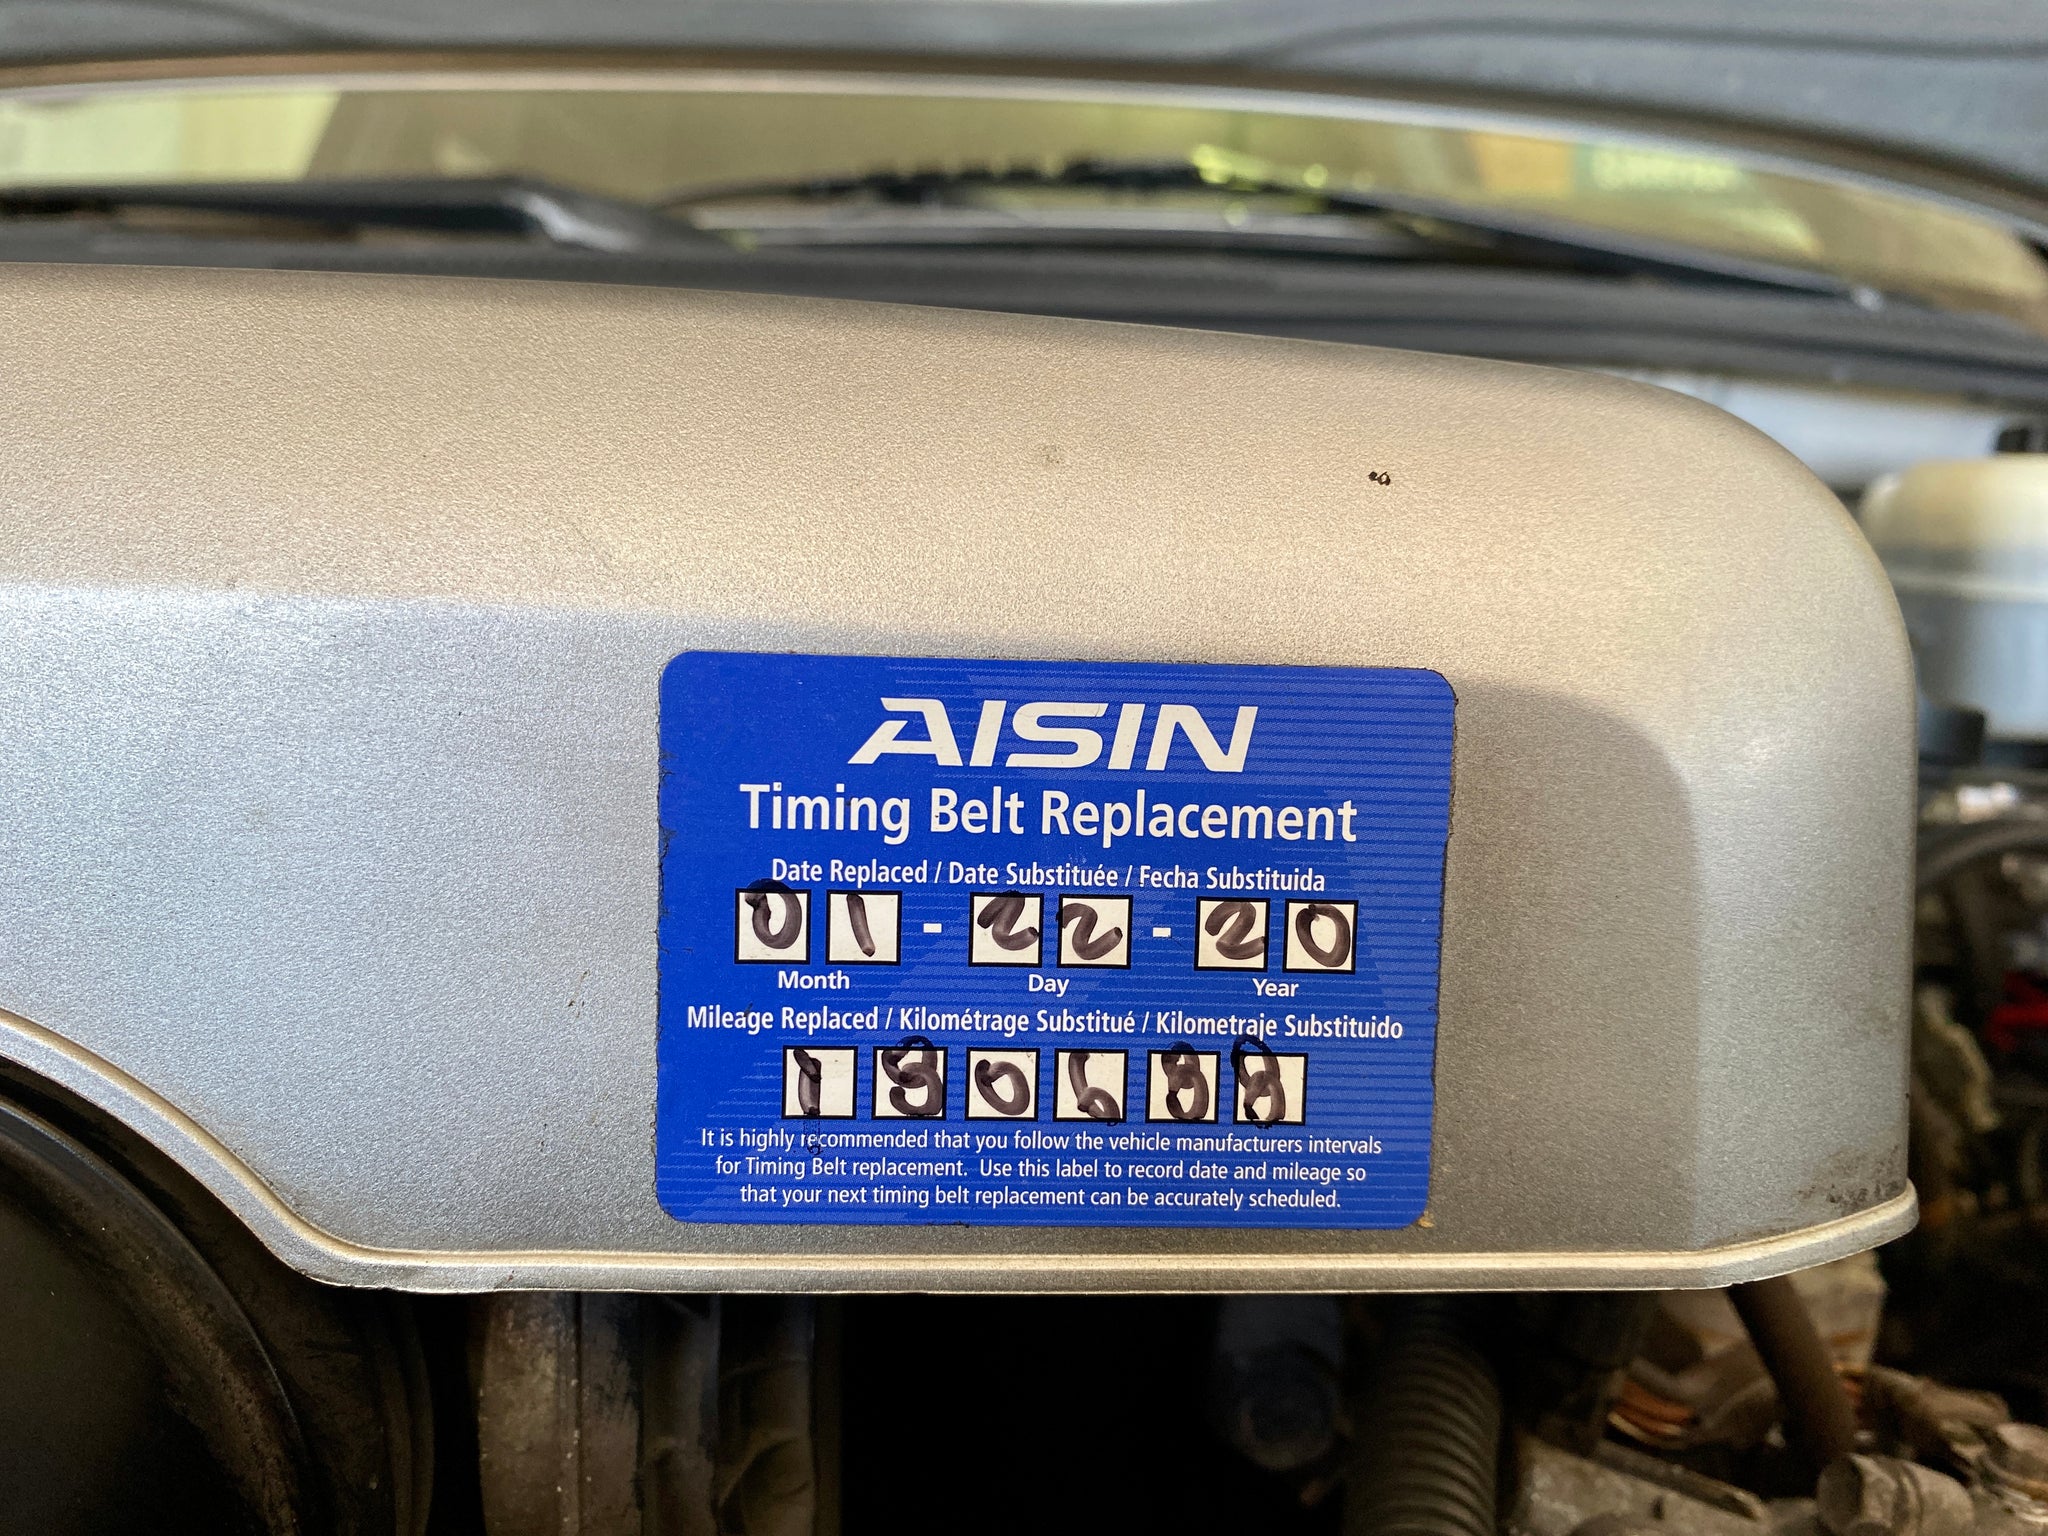 AISIN
Timing Belt Replacement
Date Replaced / Date Substituée / Fecha Substituida
01 - 22 - 20
Month Day Year
Mileage Replaced / Kilométrage Substitué / Kilometraje Substituido
It is highly recommended that you follow the vehicle manufacturers intervals
for Timing Belt replacement. Use this label to record date and mileage so
that your next timing belt replacement can be accurately scheduled.